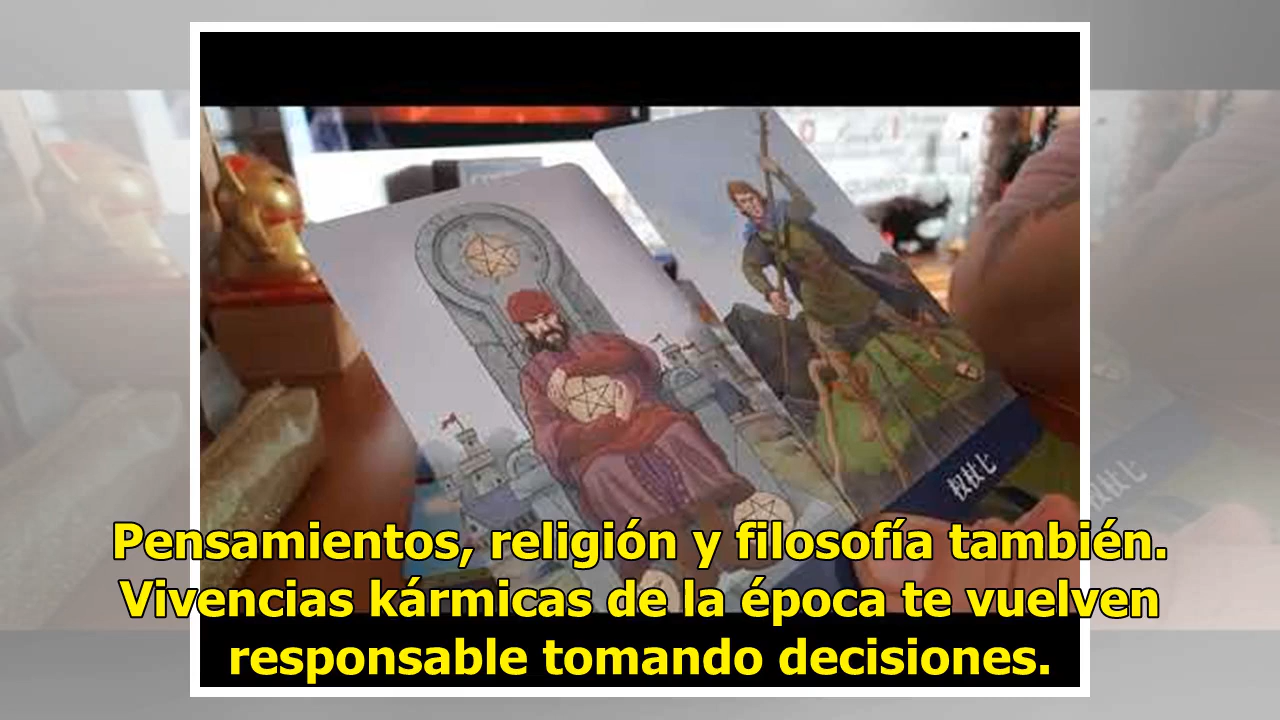 权杖七
Pensamientos, religión y filosofía también.
Vivencias kármicas de la época te vuelven
responsable tomando decisiones.